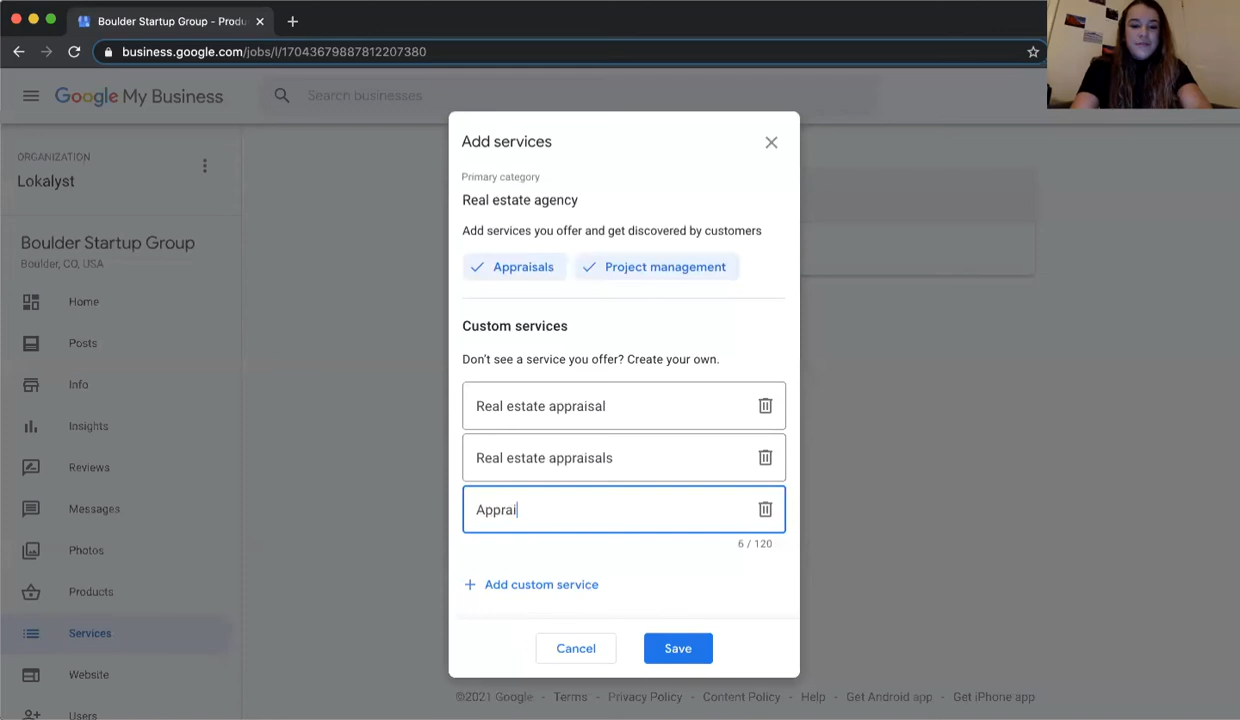 Boulder Startup Group - Produ
business.google.com/jobs/l/17043679887812207380
Google My Business
Search businesses
ORGANIZATION
Lokalyst
Boulder Startup Group
Boulder, CO, USA
Home
Posts
Info
Insights
Reviews
Messages
Photos
Products
Services
Website
Users
Add services
Primary category
Real estate agency
Add services you offer and get discovered by customers
Appraisals
Project management
Custom services
Don't see a service you offer? Create your own.
Real estate appraisal
Real estate appraisals
Apprai
6 / 120
+ Add custom service
Cancel
Save
©2021 Google - Terms - Privacy Policy - Content Policy - Help - Get Android app - Get iPhone app